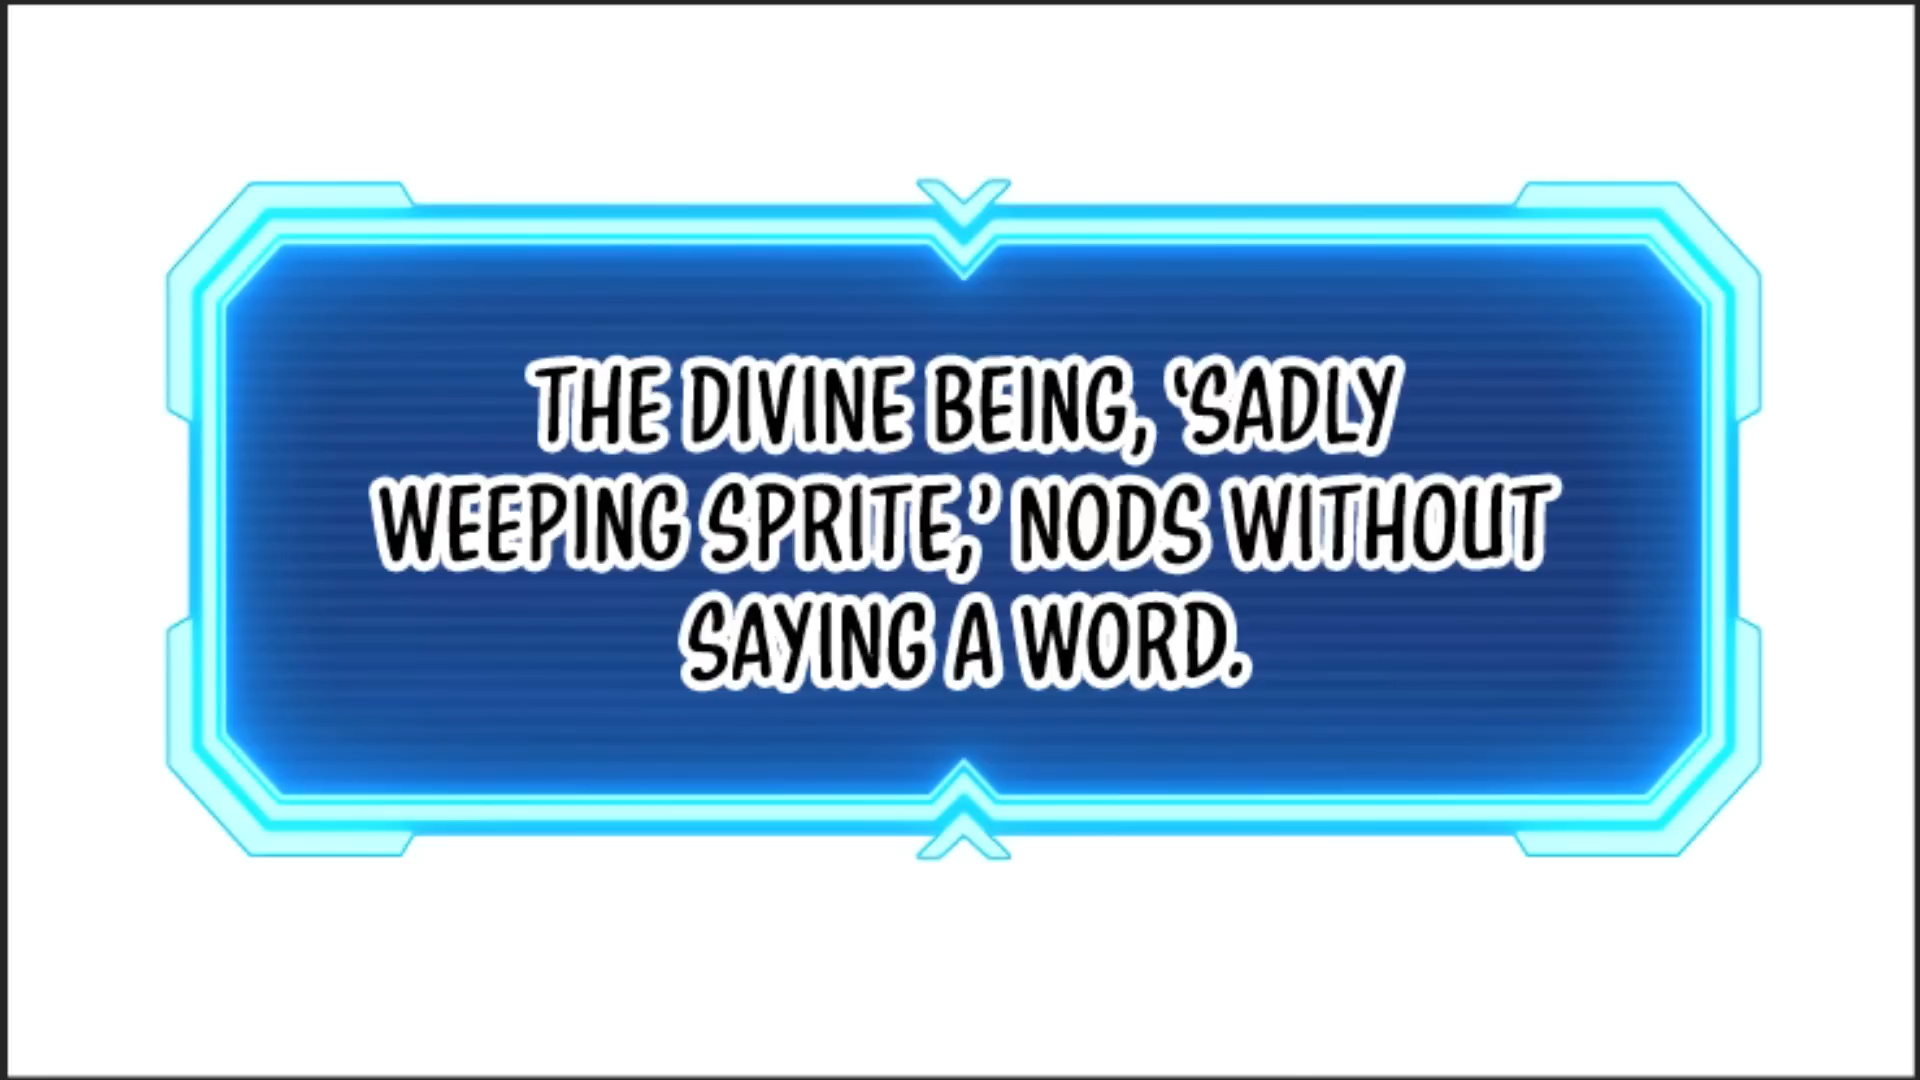 THE DIVINE BEING, ‘SADLY
WEEPING SPRITE,’ NODS WITHOUT
SAYING A WORD.